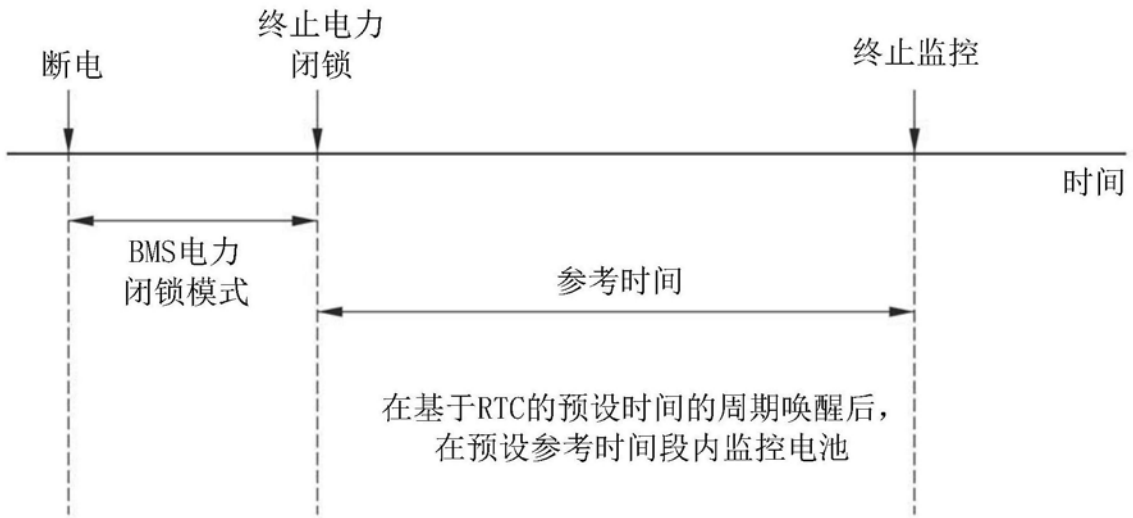 断电
终止电力
闭锁
终止监控
时间
BMS电力
闭锁模式
参考时间
在基于RTC的预设时间的周期唤醒后，
在预设参考时间段内监控电池